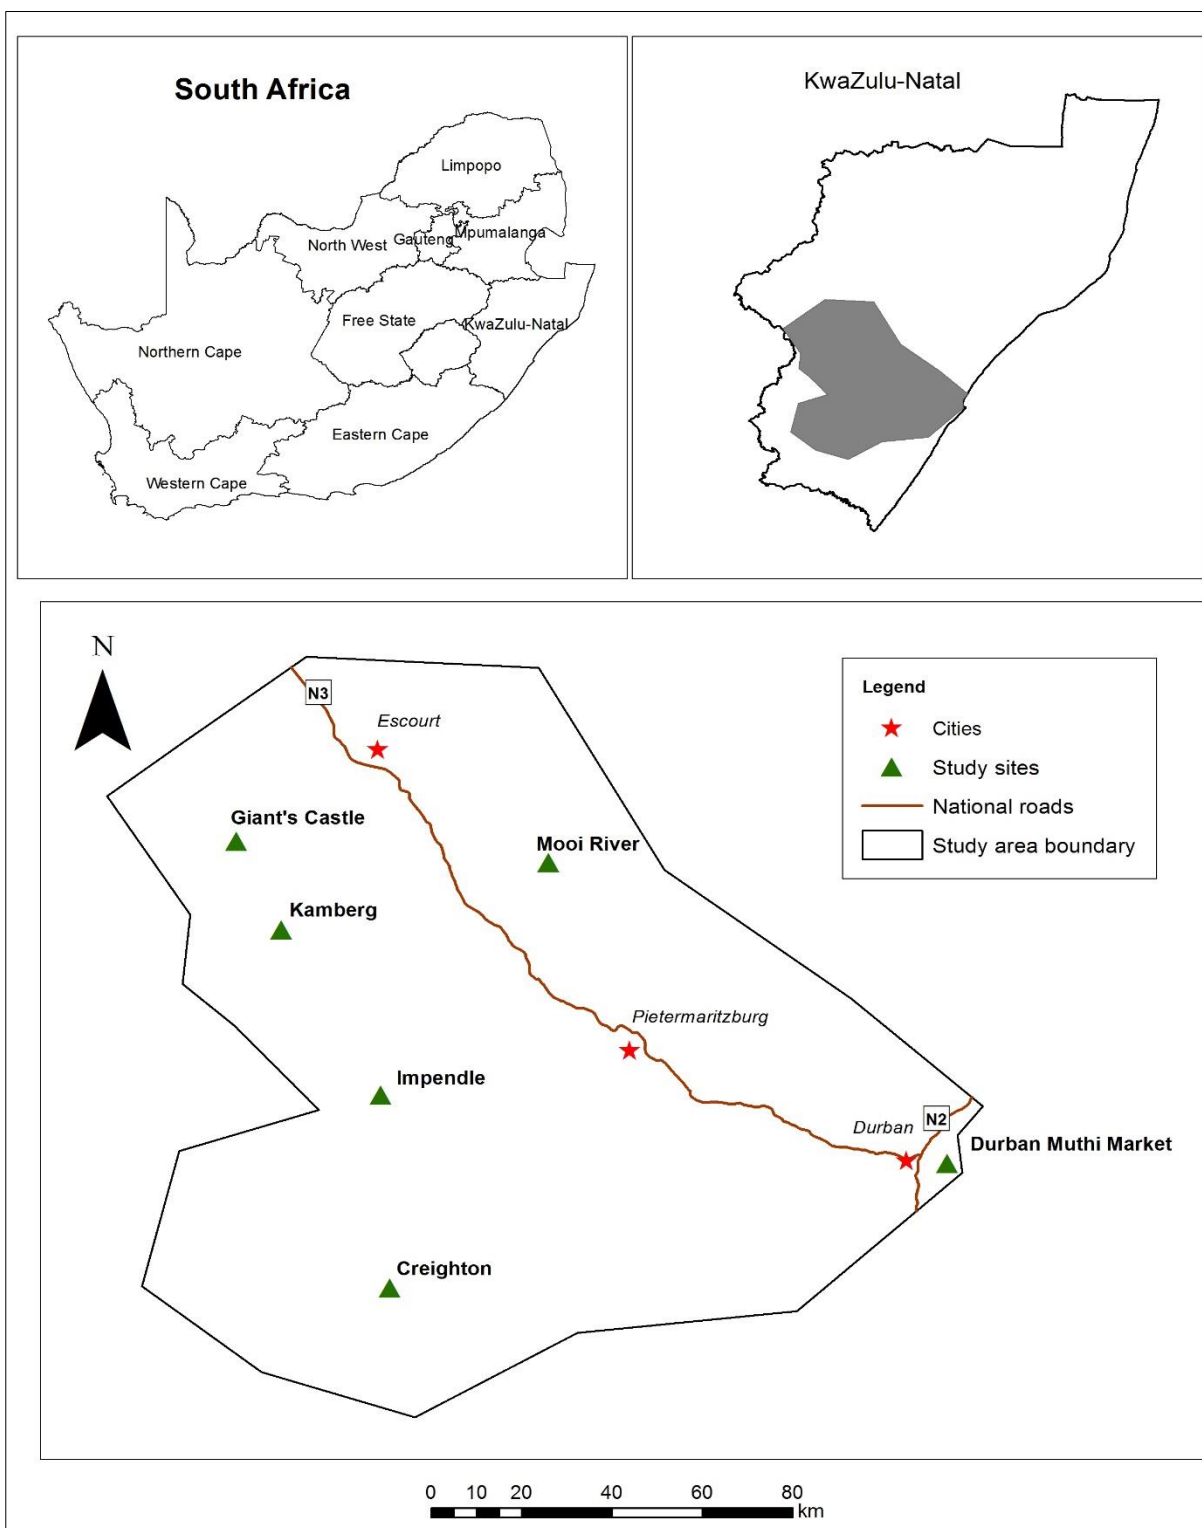 South Africa
Limpopo
North West
Gauteng
Mpumalanga
Free State
KwaZulu-Natal
Northern Cape
Eastern Cape
Western Cape
KwaZulu-Natal
N
N3
Escourt
Giant's Castle
Mooi River
Kamberg
Pietermaritzburg
Impendle
Durban
N2
Durban Muthi Market
Creighton
Legend
Cities
Study sites
National roads
Study area boundary
0 10 20 40 60 80
km